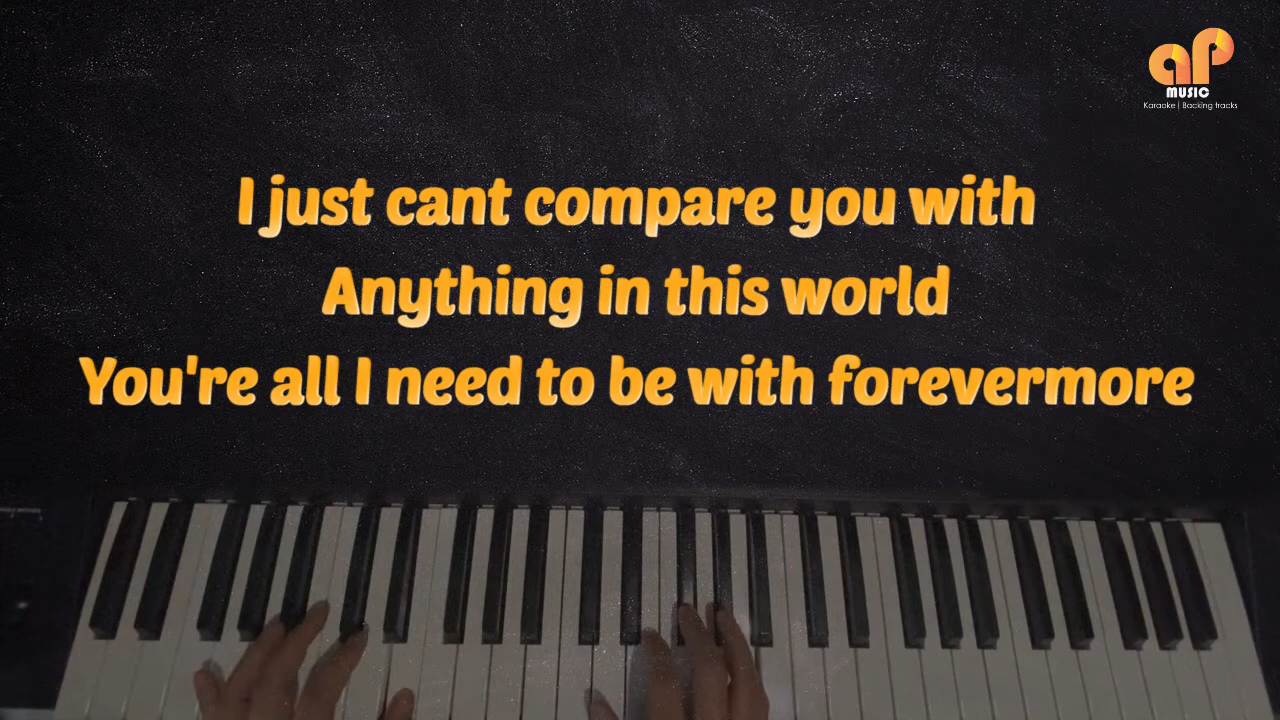 aP
MUSIC
Karaoke | Backing tracks
I just cant compare you with
Anything in this world
You're all I need to be with forevermore